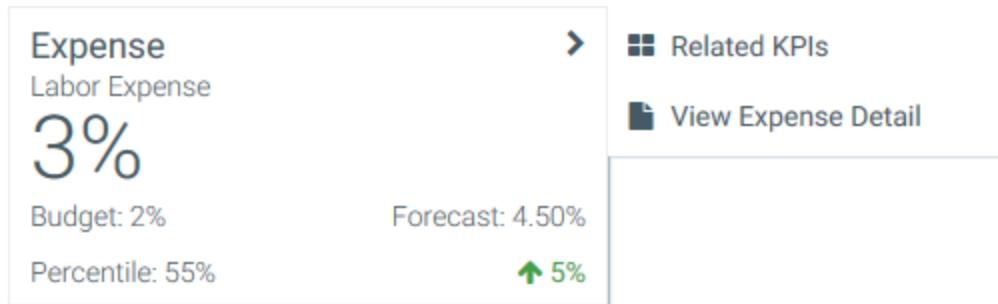 Expense
Labor Expense
3%
Budget: 2%
Forecast: 4.50%
Percentile: 55%
5%
Related KPIs
View Expense Detail